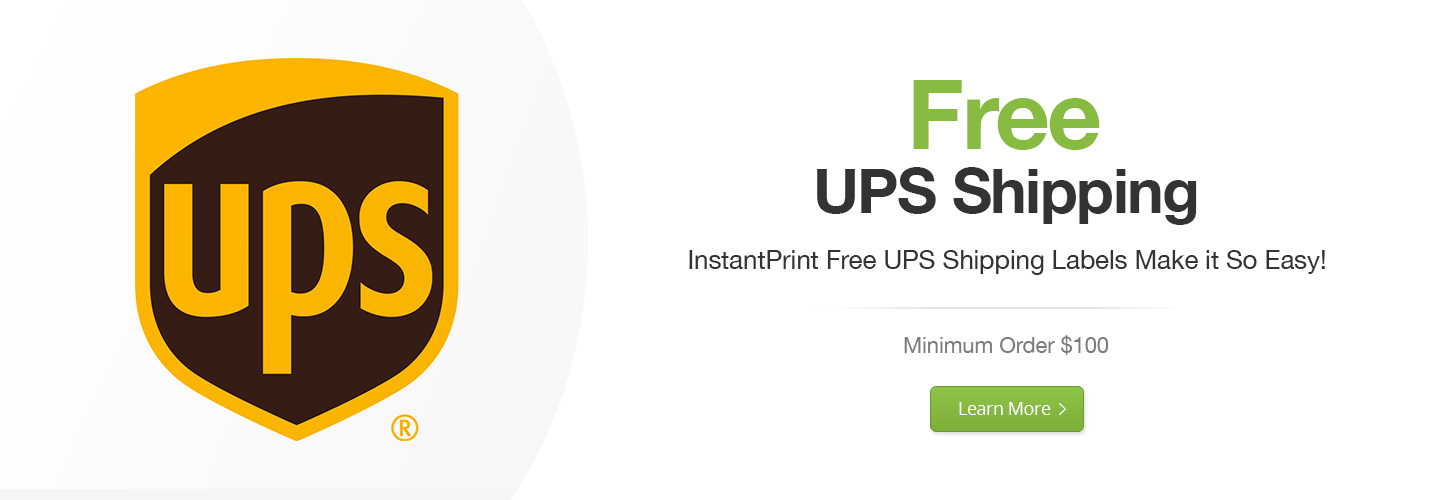 ups
®
Free
UPS Shipping
InstantPrint Free UPS Shipping Labels Make it So Easy!
Minimum Order $100
Learn More >